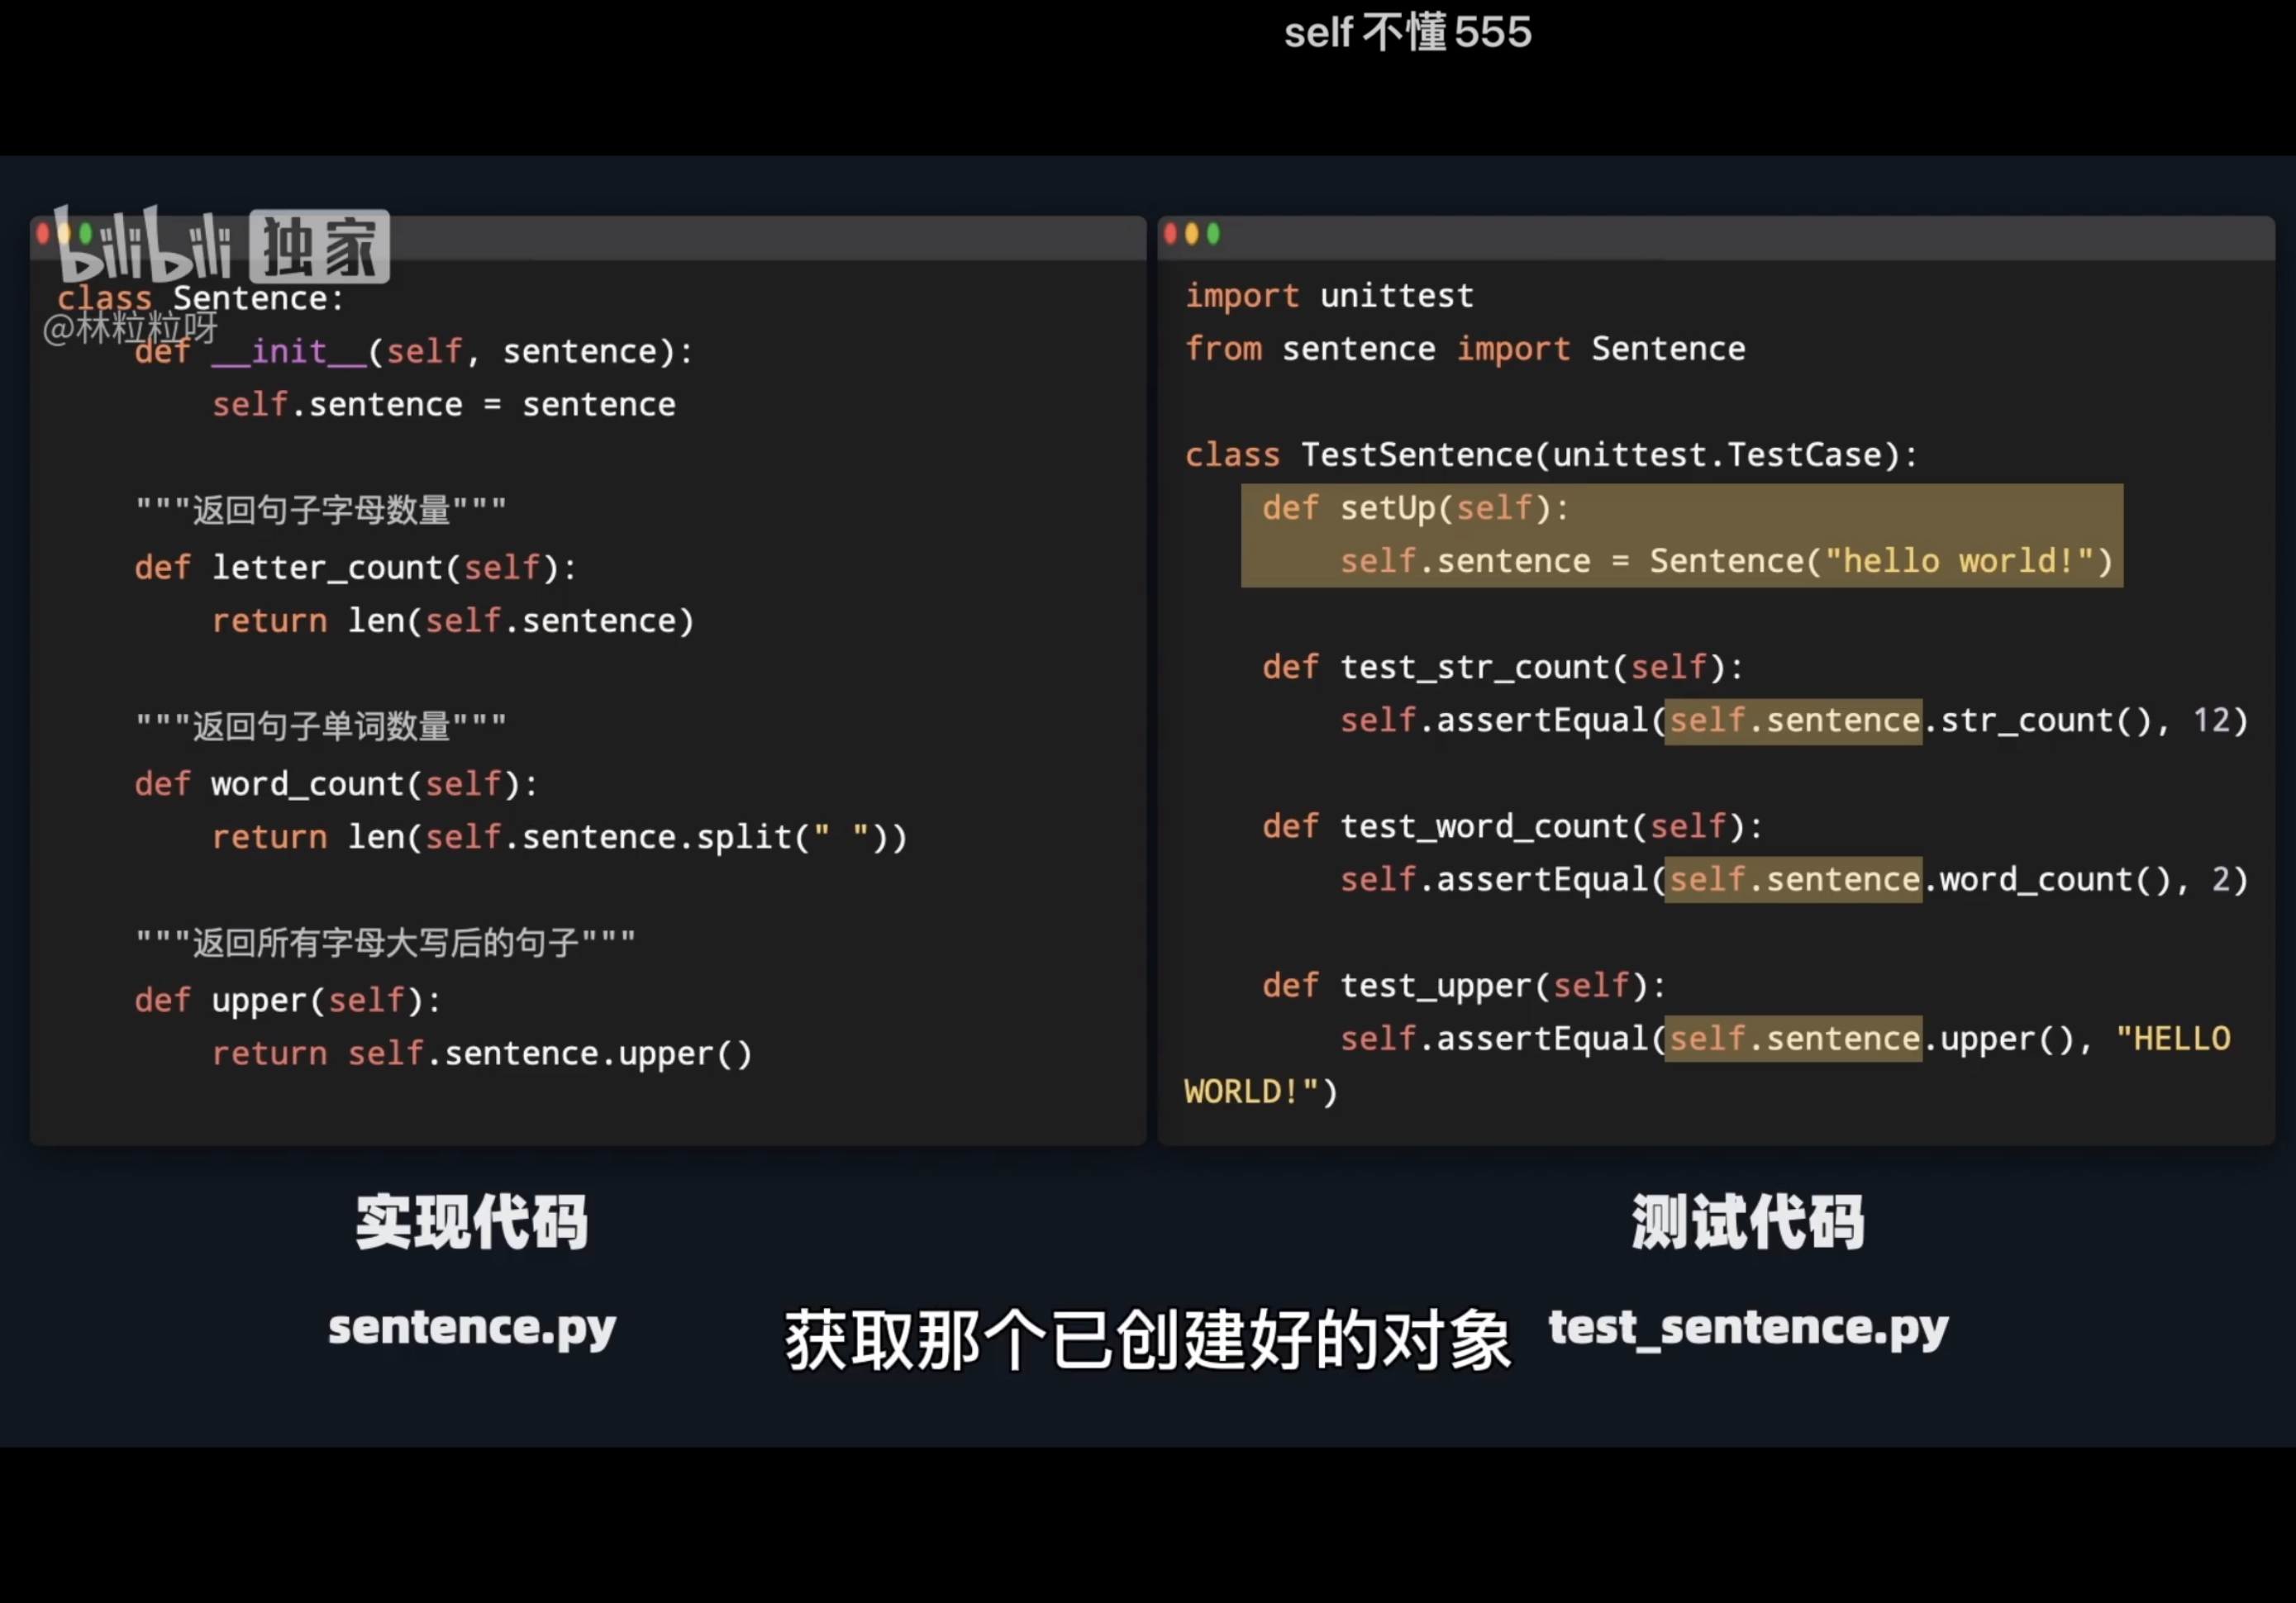 self 不懂555
bilibili 独家
@林粒粒呀
class Sentence:
    def __init__(self, sentence):
        self.sentence = sentence

    """返回句子字母数量"""
    def letter_count(self):
        return len(self.sentence)

    """返回句子单词数量"""
    def word_count(self):
        return len(self.sentence.split(" "))

    """返回所有字母大写后的句子"""
    def upper(self):
        return self.sentence.upper()
import unittest
from sentence import Sentence

class TestSentence(unittest.TestCase):
    def setUp(self):
        self.sentence = Sentence("hello world!")

    def test_str_count(self):
        self.assertEqual(self.sentence.str_count(), 12)

    def test_word_count(self):
        self.assertEqual(self.sentence.word_count(), 2)

    def test_upper(self):
        self.assertEqual(self.sentence.upper(), "HELLO
WORLD!")
实现代码
sentence.py
测试代码
test_sentence.py
获取那个已创建好的对象